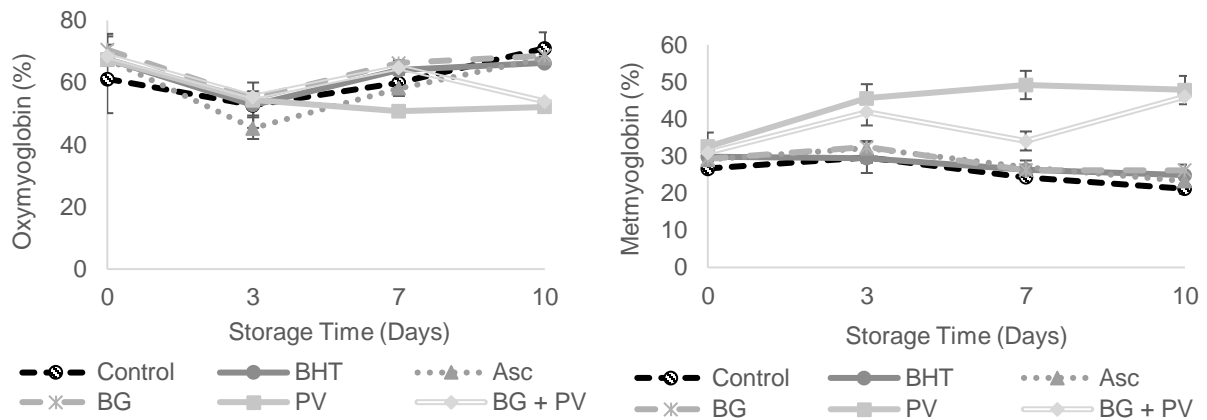 80
60
40
20
0
Oxymyoglobin (%)
0 3 7 10
Storage Time (Days)
Control BHT Asc
BG PV BG + PV
60
50
40
30
20
10
0
Metmyoglobin (%)
0 3 7 10
Storage Time (Days)
Control BHT Asc
BG PV BG + PV